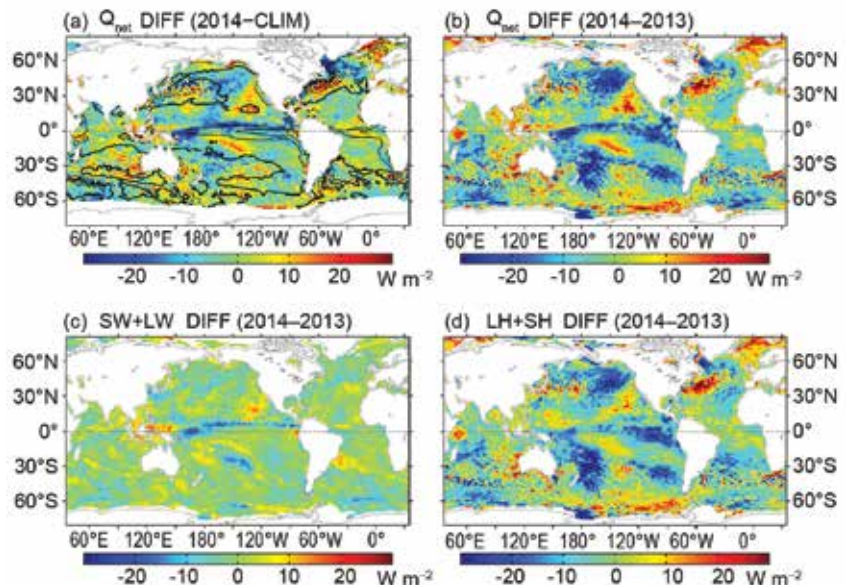 (a) Qnet DIFF (2014–CLIM)
(b) Qnet DIFF (2014–2013)
60°N
30°N
0°
30°S
60°S
60°N
30°N
0°
30°S
60°S
60°E 120°E 180° 120°W 60°W 0°
60°E 120°E 180° 120°W 60°W 0°
-20 -10 0 10 20 W m−2
-20 -10 0 10 20 W m−2
(c) SW+LW DIFF (2014–2013)
(d) LH+SH DIFF (2014–2013)
60°N
30°N
0°
30°S
60°S
60°N
30°N
0°
30°S
60°S
60°E 120°E 180° 120°W 60°W 0°
60°E 120°E 180° 120°W 60°W 0°
-20 -10 0 10 20 W m−2
-20 -10 0 10 20 W m−2